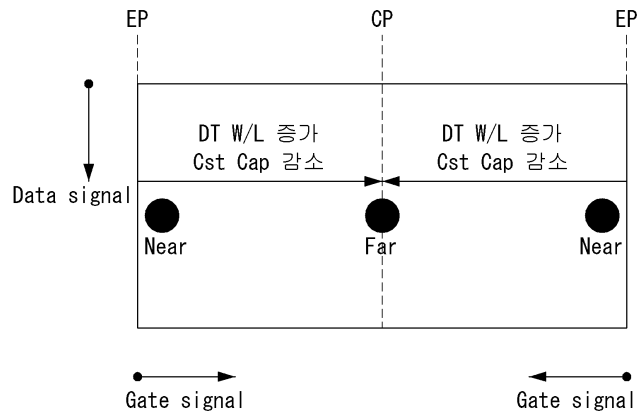 EP CP EP
DT W/L 증가 DT W/L 증가
Cst Cap 감소 Cst Cap 감소
Data signal
Near Far Near
Gate signal Gate signal